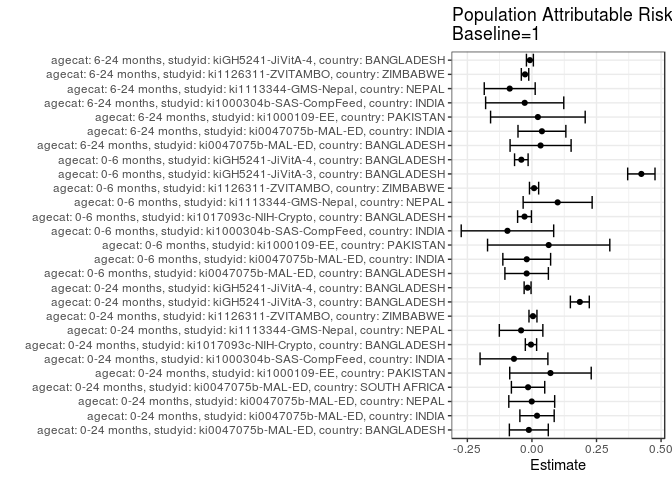 Population Attributable Risk
Baseline=1
agecat: 6-24 months, studyid: kiGH5241-JiVitA-4, country: BANGLADESH
agecat: 6-24 months, studyid: ki1126311-ZVITAMBO, country: ZIMBABWE
agecat: 6-24 months, studyid: ki1113344-GMS-Nepal, country: NEPAL
agecat: 6-24 months, studyid: ki1000304b-SAS-CompFeed, country: INDIA
agecat: 6-24 months, studyid: ki1000109-EE, country: PAKISTAN
agecat: 6-24 months, studyid: ki0047075b-MAL-ED, country: INDIA
agecat: 6-24 months, studyid: ki0047075b-MAL-ED, country: BANGLADESH
agecat: 0-6 months, studyid: kiGH5241-JiVitA-4, country: BANGLADESH
agecat: 0-6 months, studyid: kiGH5241-JiVitA-3, country: BANGLADESH
agecat: 0-6 months, studyid: ki1126311-ZVITAMBO, country: ZIMBABWE
agecat: 0-6 months, studyid: ki1113344-GMS-Nepal, country: NEPAL
agecat: 0-6 months, studyid: ki1017093c-NIH-Crypto, country: BANGLADESH
agecat: 0-6 months, studyid: ki1000304b-SAS-CompFeed, country: INDIA
agecat: 0-6 months, studyid: ki1000109-EE, country: PAKISTAN
agecat: 0-6 months, studyid: ki0047075b-MAL-ED, country: INDIA
agecat: 0-6 months, studyid: ki0047075b-MAL-ED, country: BANGLADESH
agecat: 0-24 months, studyid: kiGH5241-JiVitA-4, country: BANGLADESH
agecat: 0-24 months, studyid: kiGH5241-JiVitA-3, country: BANGLADESH
agecat: 0-24 months, studyid: ki1126311-ZVITAMBO, country: ZIMBABWE
agecat: 0-24 months, studyid: ki1113344-GMS-Nepal, country: NEPAL
agecat: 0-24 months, studyid: ki1017093c-NIH-Crypto, country: BANGLADESH
agecat: 0-24 months, studyid: ki1000304b-SAS-CompFeed, country: INDIA
agecat: 0-24 months, studyid: ki1000109-EE, country: PAKISTAN
agecat: 0-24 months, studyid: ki0047075b-MAL-ED, country: SOUTH AFRICA
agecat: 0-24 months, studyid: ki0047075b-MAL-ED, country: NEPAL
agecat: 0-24 months, studyid: ki0047075b-MAL-ED, country: INDIA
agecat: 0-24 months, studyid: ki0047075b-MAL-ED, country: BANGLADESH
-0.25 0.00 0.25 0.50
Estimate